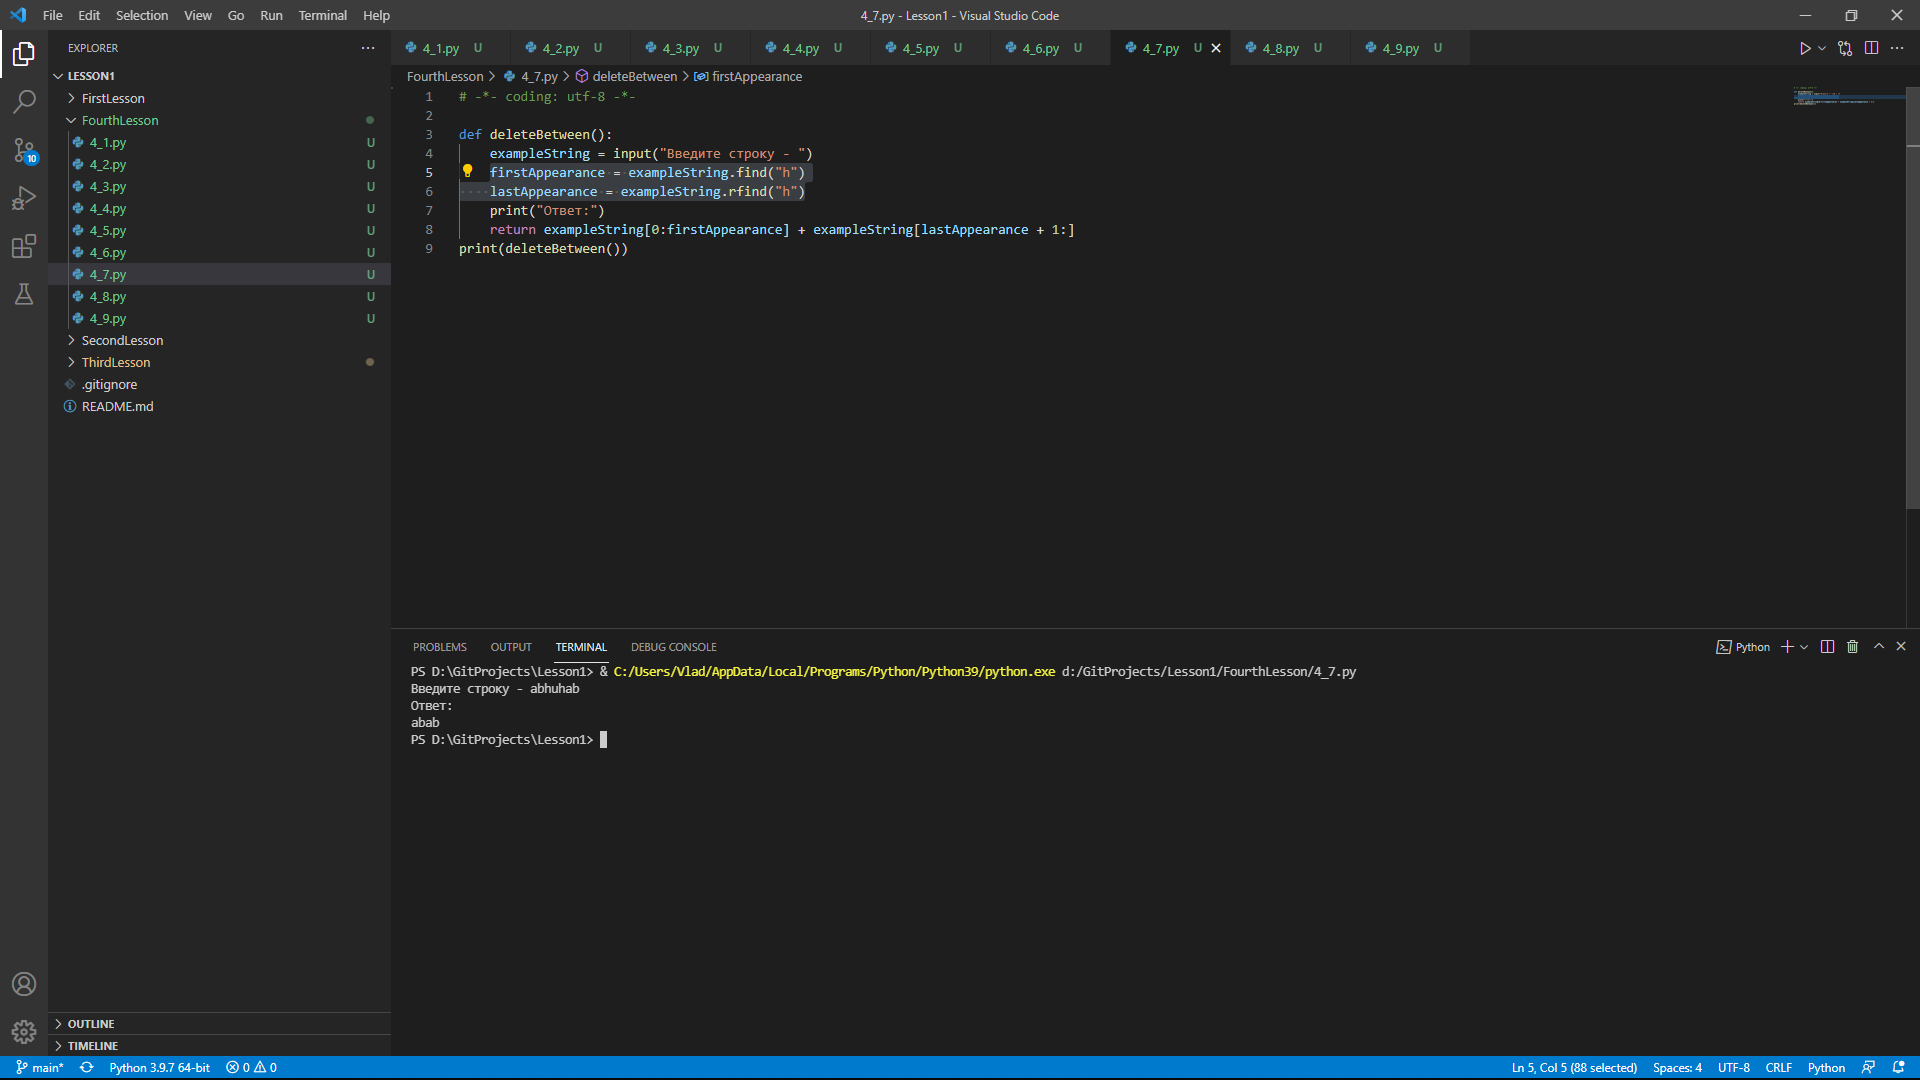 File Edit Selection View Go Run Terminal Help
4_7.py - Lesson1 - Visual Studio Code
EXPLORER
LESSON1
FirstLesson
FourthLesson
4_1.py U
4_2.py U
4_3.py U
4_4.py U
4_5.py U
4_6.py U
4_7.py U
4_8.py U
4_9.py U
SecondLesson
ThirdLesson
.gitignore
README.md
10
OUTLINE
TIMELINE
4_1.py U 4_2.py U 4_3.py U 4_4.py U 4_5.py U 4_6.py U 4_7.py U 4_8.py U 4_9.py U
FourthLesson > 4_7.py > deleteBetween > firstAppearance
1 # -*- coding: utf-8 -*-
2
3 def deleteBetween():
4 exampleString = input("Введите строку - ")
5 firstAppearance = exampleString.find("h")
6 lastAppearance = exampleString.rfind("h")
7 print("Ответ:")
8 return exampleString[0:firstAppearance] + exampleString[lastAppearance + 1:]
9 print(deleteBetween())
PROBLEMS OUTPUT TERMINAL DEBUG CONSOLE
Python
PS D:\GitProjects\Lesson1> & C:/Users/Vlad/AppData/Local/Programs/Python/Python39/python.exe d:/GitProjects/Lesson1/FourthLesson/4_7.py
Введите строку - abhuhab
Ответ:
abab
PS D:\GitProjects\Lesson1>
main* Python 3.9.7 64-bit 0 0 Ln 5, Col 5 (88 selected) Spaces: 4 UTF-8 CRLF Python